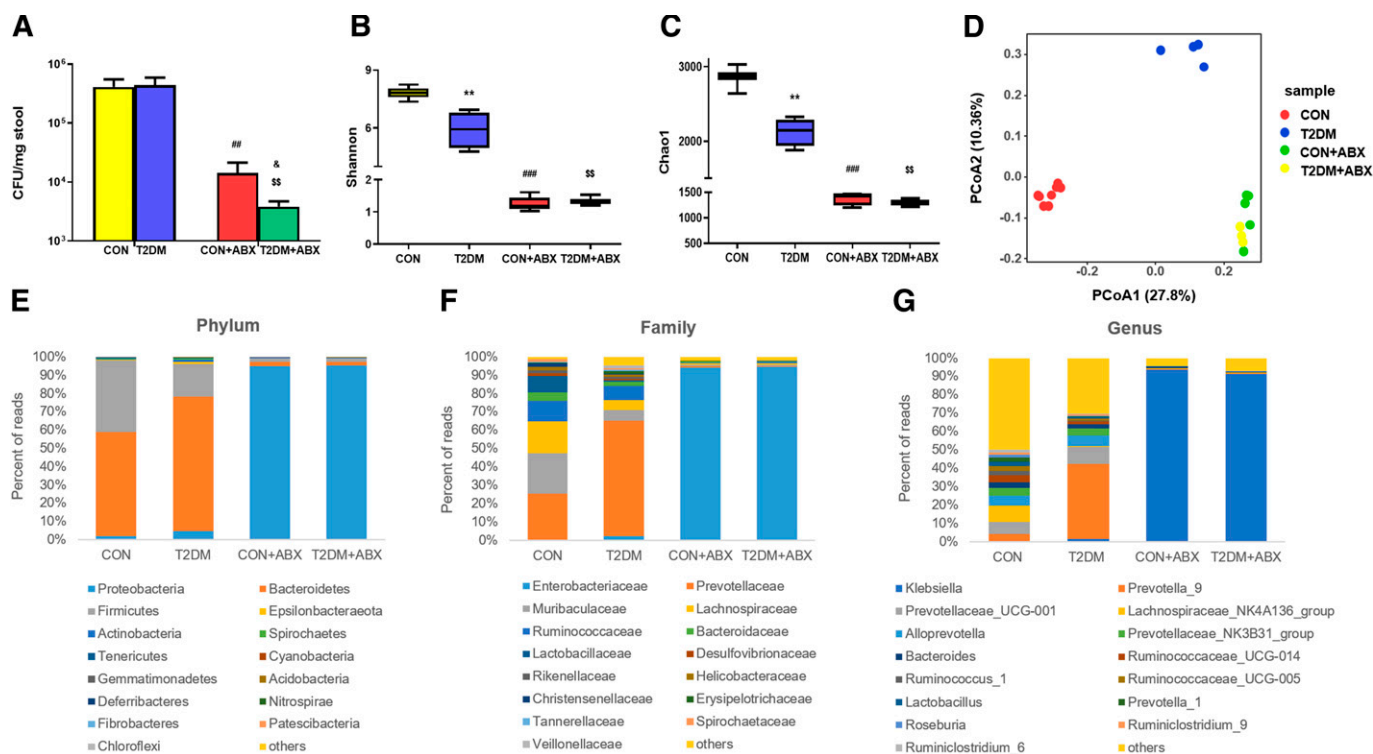 A
CFU/mg stool
10⁶
10⁵
10⁴
10³
##
&
$$
CON T2DM CON+ABX T2DM+ABX
B
Shannon
9
6
2
1
0
**
###
$$
CON T2DM CON+ABX T2DM+ABX
C
Chao1
3000
2000
1500
1000
500
**
###
$$
CON T2DM CON+ABX T2DM+ABX
D
PCoA2 (10.36%)
0.3
0.2
0.1
0.0
-0.1
-0.2
-0.2 0.0 0.2
PCoA1 (27.8%)
sample
CON
T2DM
CON+ABX
T2DM+ABX
E
Phylum
Percent of reads
100%
90%
80%
70%
60%
50%
40%
30%
20%
10%
0%
CON T2DM CON+ABX T2DM+ABX
Proteobacteria Bacteroidetes
Firmicutes Epsilonbacteraeota
Actinobacteria Spirochaetes
Tenericutes Cyanobacteria
Gemmatimonadetes Acidobacteria
Deferribacteres Nitrospirae
Fibrobacteres Patescibacteria
Chloroflexi others
F
Family
Percent of reads
100%
90%
80%
70%
60%
50%
40%
30%
20%
10%
0%
CON T2DM CON+ABX T2DM+ABX
Enterobacteriaceae Prevotellaceae
Muribaculaceae Lachnospiraceae
Ruminococcaceae Bacteroidaceae
Lactobacillaceae Desulfovibrionaceae
Rikenellaceae Helicobacteraceae
Christensenellaceae Erysipelotrichaceae
Tannerellaceae Spirochaetaceae
Veillonellaceae others
G
Genus
Percent of reads
100%
90%
80%
70%
60%
50%
40%
30%
20%
10%
0%
CON T2DM CON+ABX T2DM+ABX
Klebsiella Prevotella_9
Prevotellaceae_UCG-001 Lachnospiraceae_NK4A136_group
Alloprevotella Prevotellaceae_NK3B31_group
Bacteroides Ruminococcaceae_UCG-014
Ruminococcus_1 Ruminococcaceae_UCG-005
Lactobacillus Prevotella_1
Roseburia Ruminiclostridium_9
Ruminiclostridium_6 others